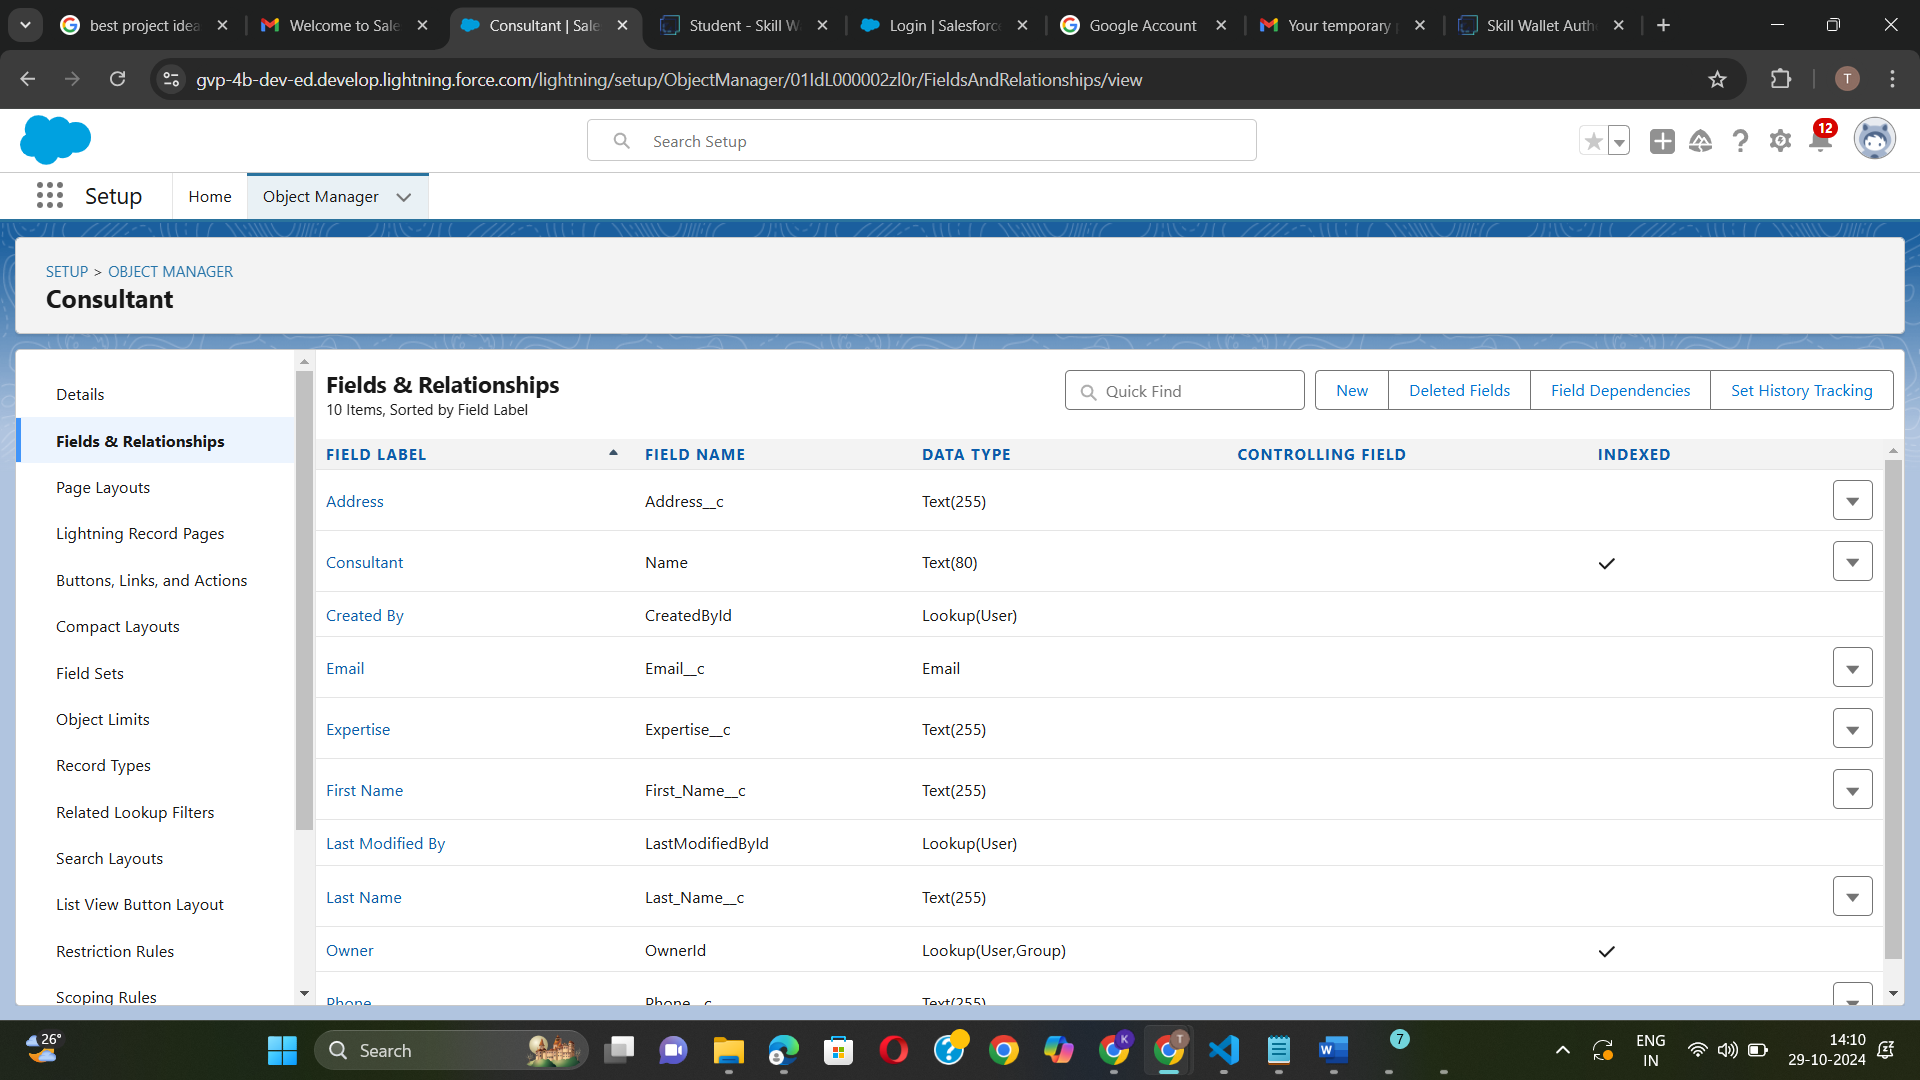 best project idea
Welcome to Sale
Consultant | Sale
Student - Skill W
Login | Salesforce
Google Account
Your temporary
Skill Wallet Auth
gvp-4b-dev-ed.develop.lightning.force.com/lightning/setup/ObjectManager/01IdL000002zl0r/FieldsAndRelationships/view
T
Search Setup
12
Setup
Home
Object Manager
SETUP > OBJECT MANAGER
Consultant
Details
Fields & Relationships
Page Layouts
Lightning Record Pages
Buttons, Links, and Actions
Compact Layouts
Field Sets
Object Limits
Record Types
Related Lookup Filters
Search Layouts
List View Button Layout
Restriction Rules
Scoping Rules
Fields & Relationships
10 Items, Sorted by Field Label
Quick Find
New
Deleted Fields
Field Dependencies
Set History Tracking
FIELD LABEL FIELD NAME DATA TYPE CONTROLLING FIELD INDEXED
Address Address__c Text(255)
Consultant Name Text(80)
Created By CreatedById Lookup(User)
Email Email__c Email
Expertise Expertise__c Text(255)
First Name First_Name__c Text(255)
Last Modified By LastModifiedById Lookup(User)
Last Name Last_Name__c Text(255)
Owner OwnerId Lookup(User,Group)
Phone Phone__c Text(255)
26°
Search
K
T
7
ENG
IN
14:10
29-10-2024